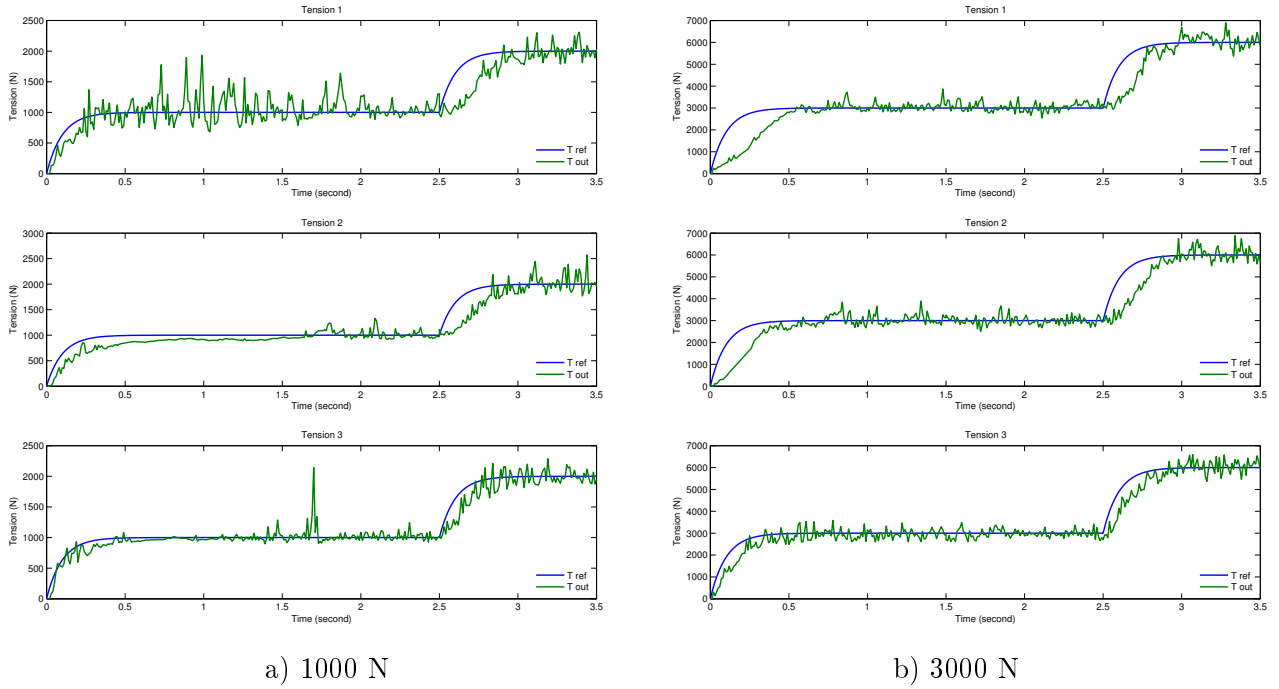 Tension 1
2500
2000
1500
1000
500
0
Tension (N)
T ref
T out
0 0.5 1 1.5 2 2.5 3 3.5
Time (second)
Tension 2
3000
2500
2000
1500
1000
500
0
Tension (N)
T ref
T out
0 0.5 1 1.5 2 2.5 3 3.5
Time (second)
Tension 3
2500
2000
1500
1000
500
0
Tension (N)
T ref
T out
0 0.5 1 1.5 2 2.5 3 3.5
Time (second)
a) 1000 N
Tension 1
7000
6000
5000
4000
3000
2000
1000
0
Tension (N)
T ref
T out
0 0.5 1 1.5 2 2.5 3 3.5
Time (second)
Tension 2
7000
6000
5000
4000
3000
2000
1000
0
Tension (N)
T ref
T out
0 0.5 1 1.5 2 2.5 3 3.5
Time (second)
Tension 3
7000
6000
5000
4000
3000
2000
1000
0
Tension (N)
T ref
T out
0 0.5 1 1.5 2 2.5 3 3.5
Time (second)
b) 3000 N